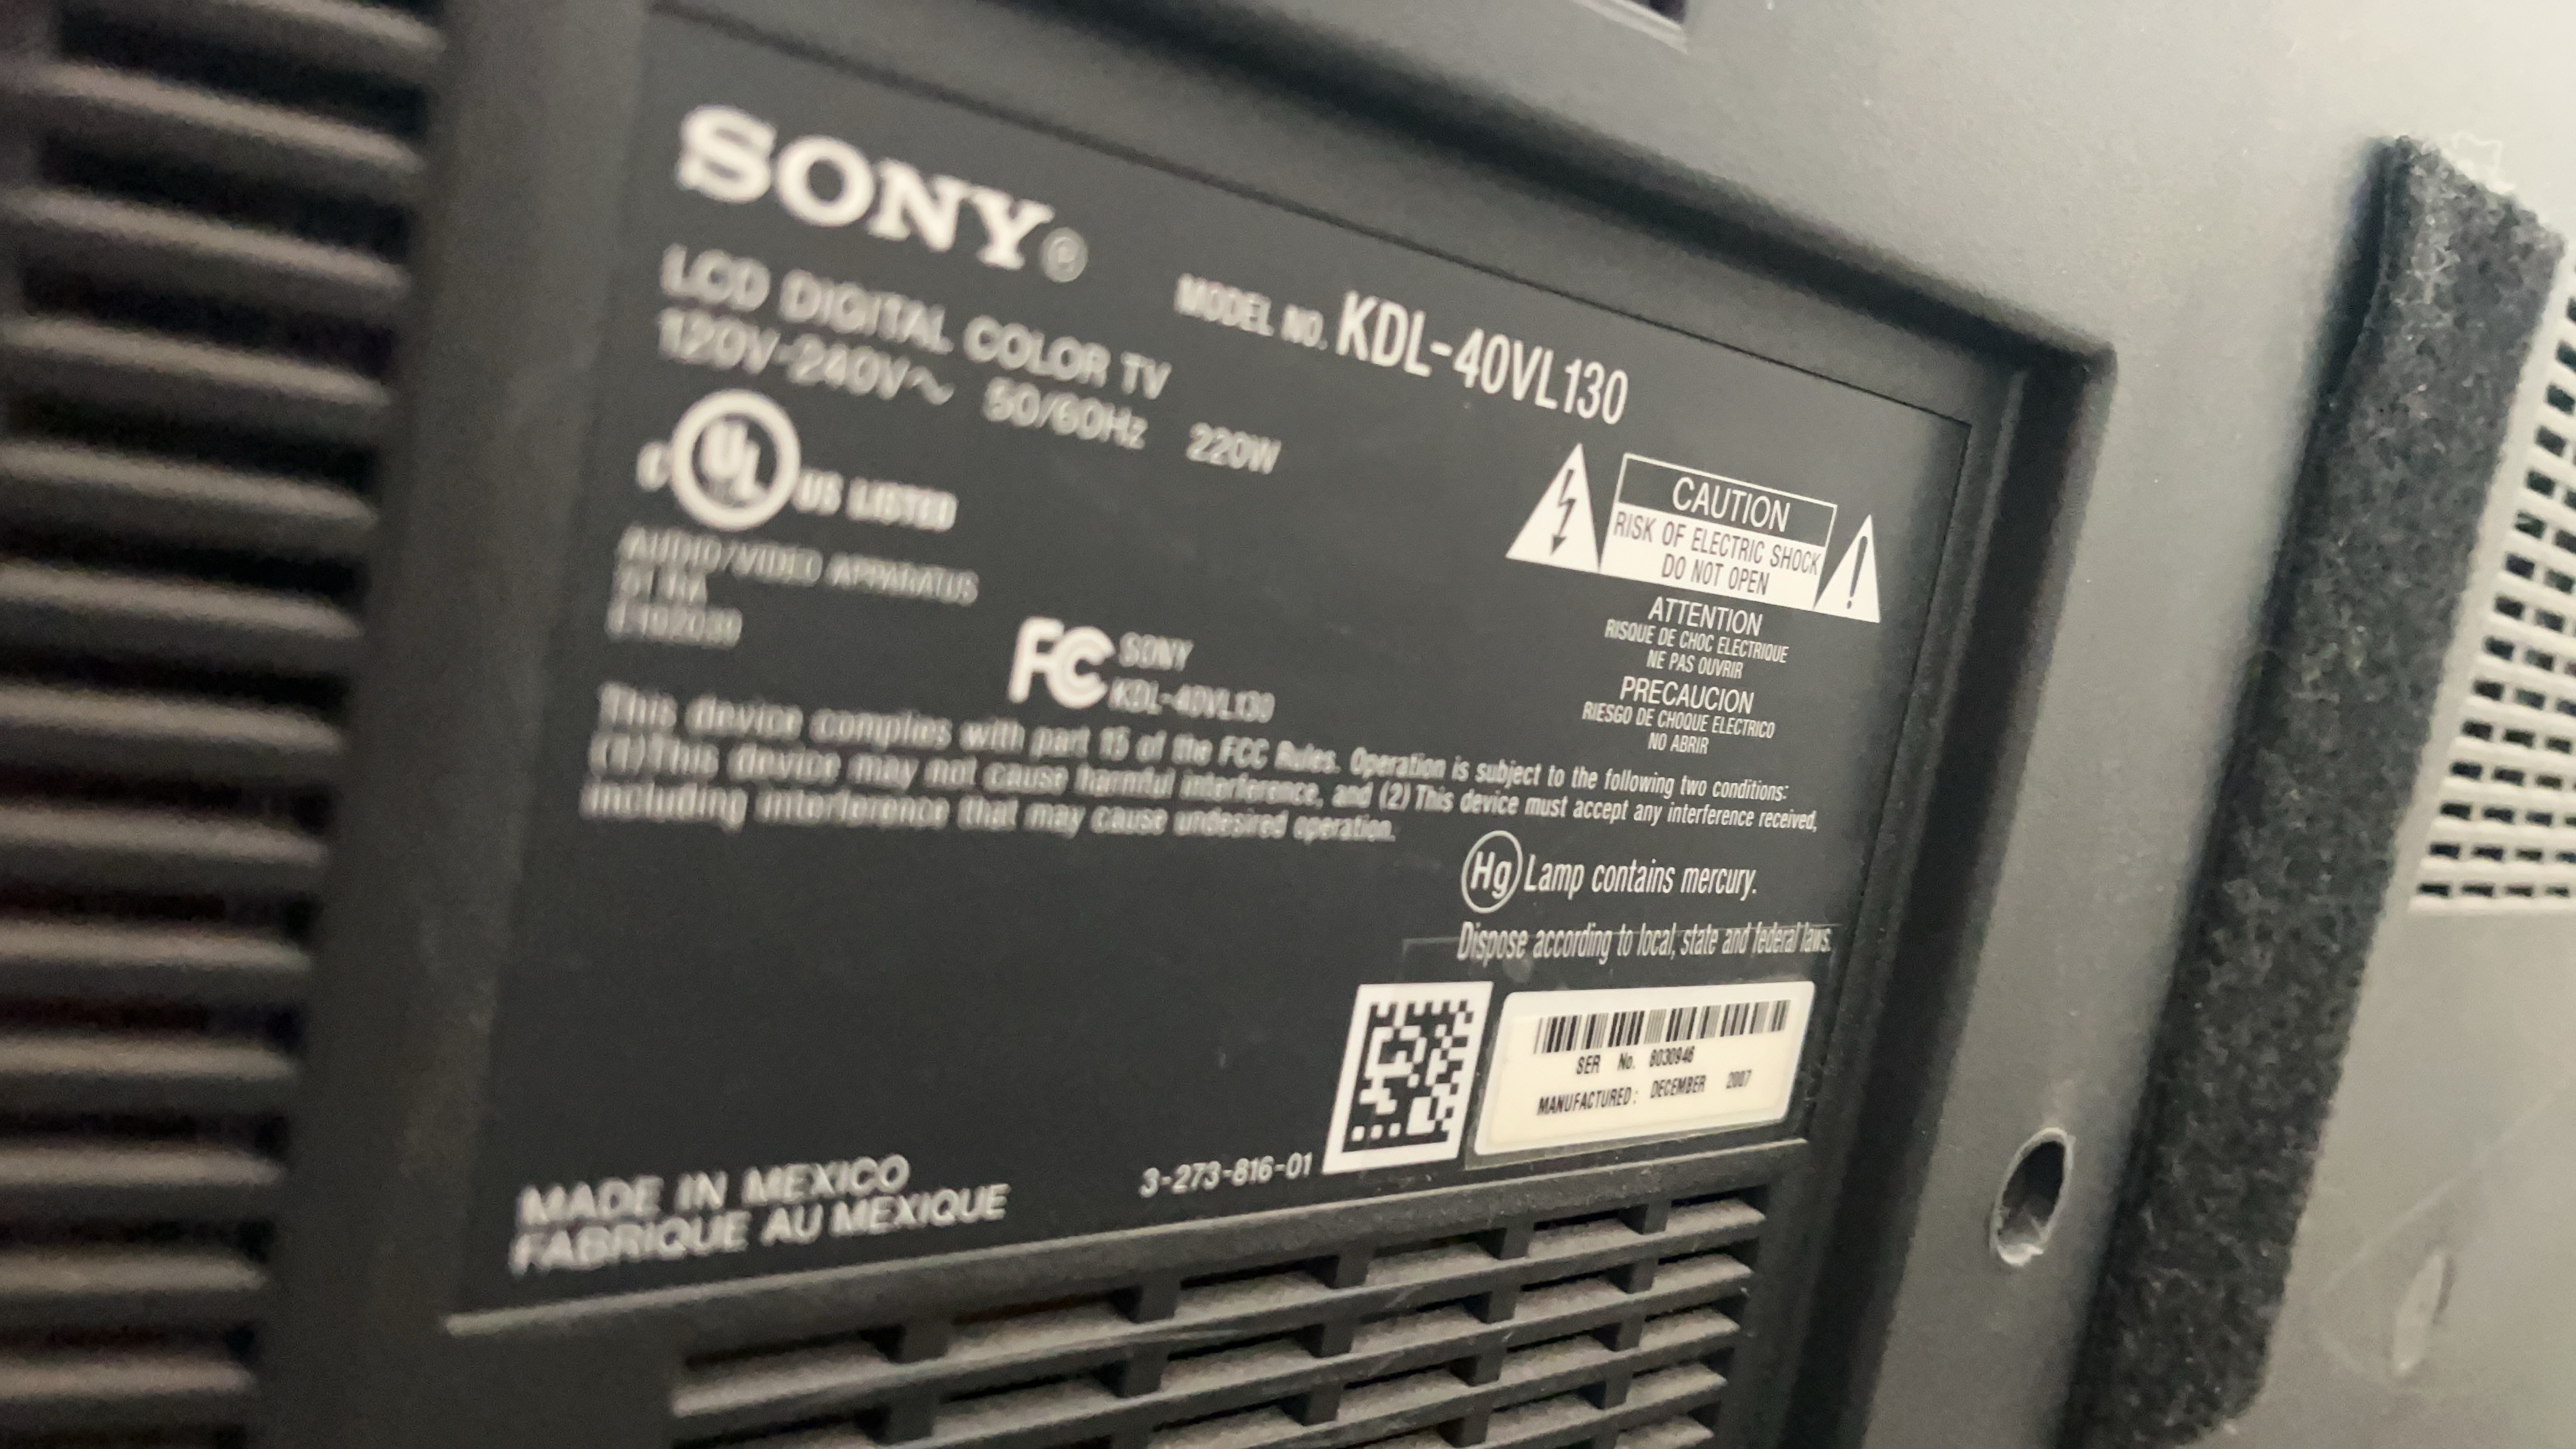 SONY®
LCD DIGITAL COLOR TV
MODEL NO. KDL-40VL130
120V-240V~ 50/60Hz 220W
C UL US LISTED
AUDIO/VIDEO APPARATUS
CAUTION
RISK OF ELECTRIC SHOCK
DO NOT OPEN
ATTENTION
RISQUE DE CHOC ELECTRIQUE
NE PAS OUVRIR
PRECAUCION
RIESGO DE CHOQUE ELECTRICO
NO ABRIR
FC SONY
KDL-40VL130
This device complies with part 15 of the FCC Rules. Operation is subject to the following two conditions:
(1)This device may not cause harmful interference, and (2) This device must accept any interference received,
including interference that may cause undesired operation.
Hg Lamp contains mercury.
Dispose according to local, state and federal laws.
SER No. 8030946
MANUFACTURED: DECEMBER 2007
3-273-816-01
MADE IN MEXICO
FABRIQUE AU MEXIQUE